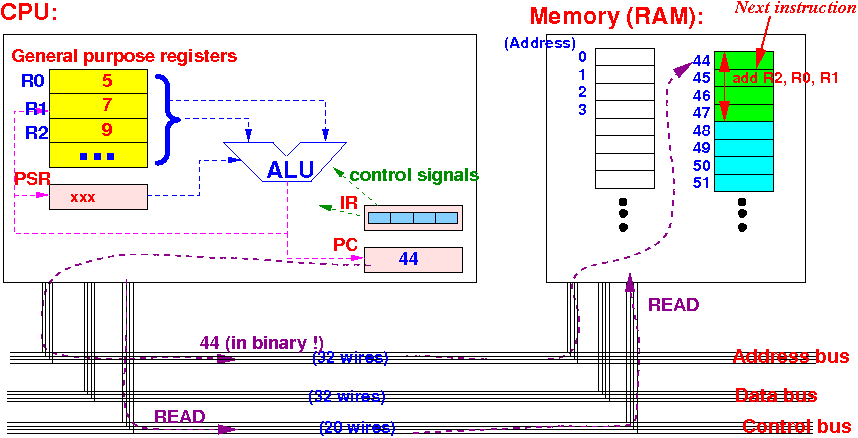 CPU:
Memory (RAM):
Next instruction
(Address)
General purpose registers
R0 5
R1 7
R2 9
PSR
xxx
ALU
control signals
IR
PC
44
0
1
2
3
44
45
46
47
48
49
50
51
add R2, R0, R1
READ
44 (in binary !)
(32 wires)
Address bus
(32 wires)
Data bus
READ
(20 wires)
Control bus